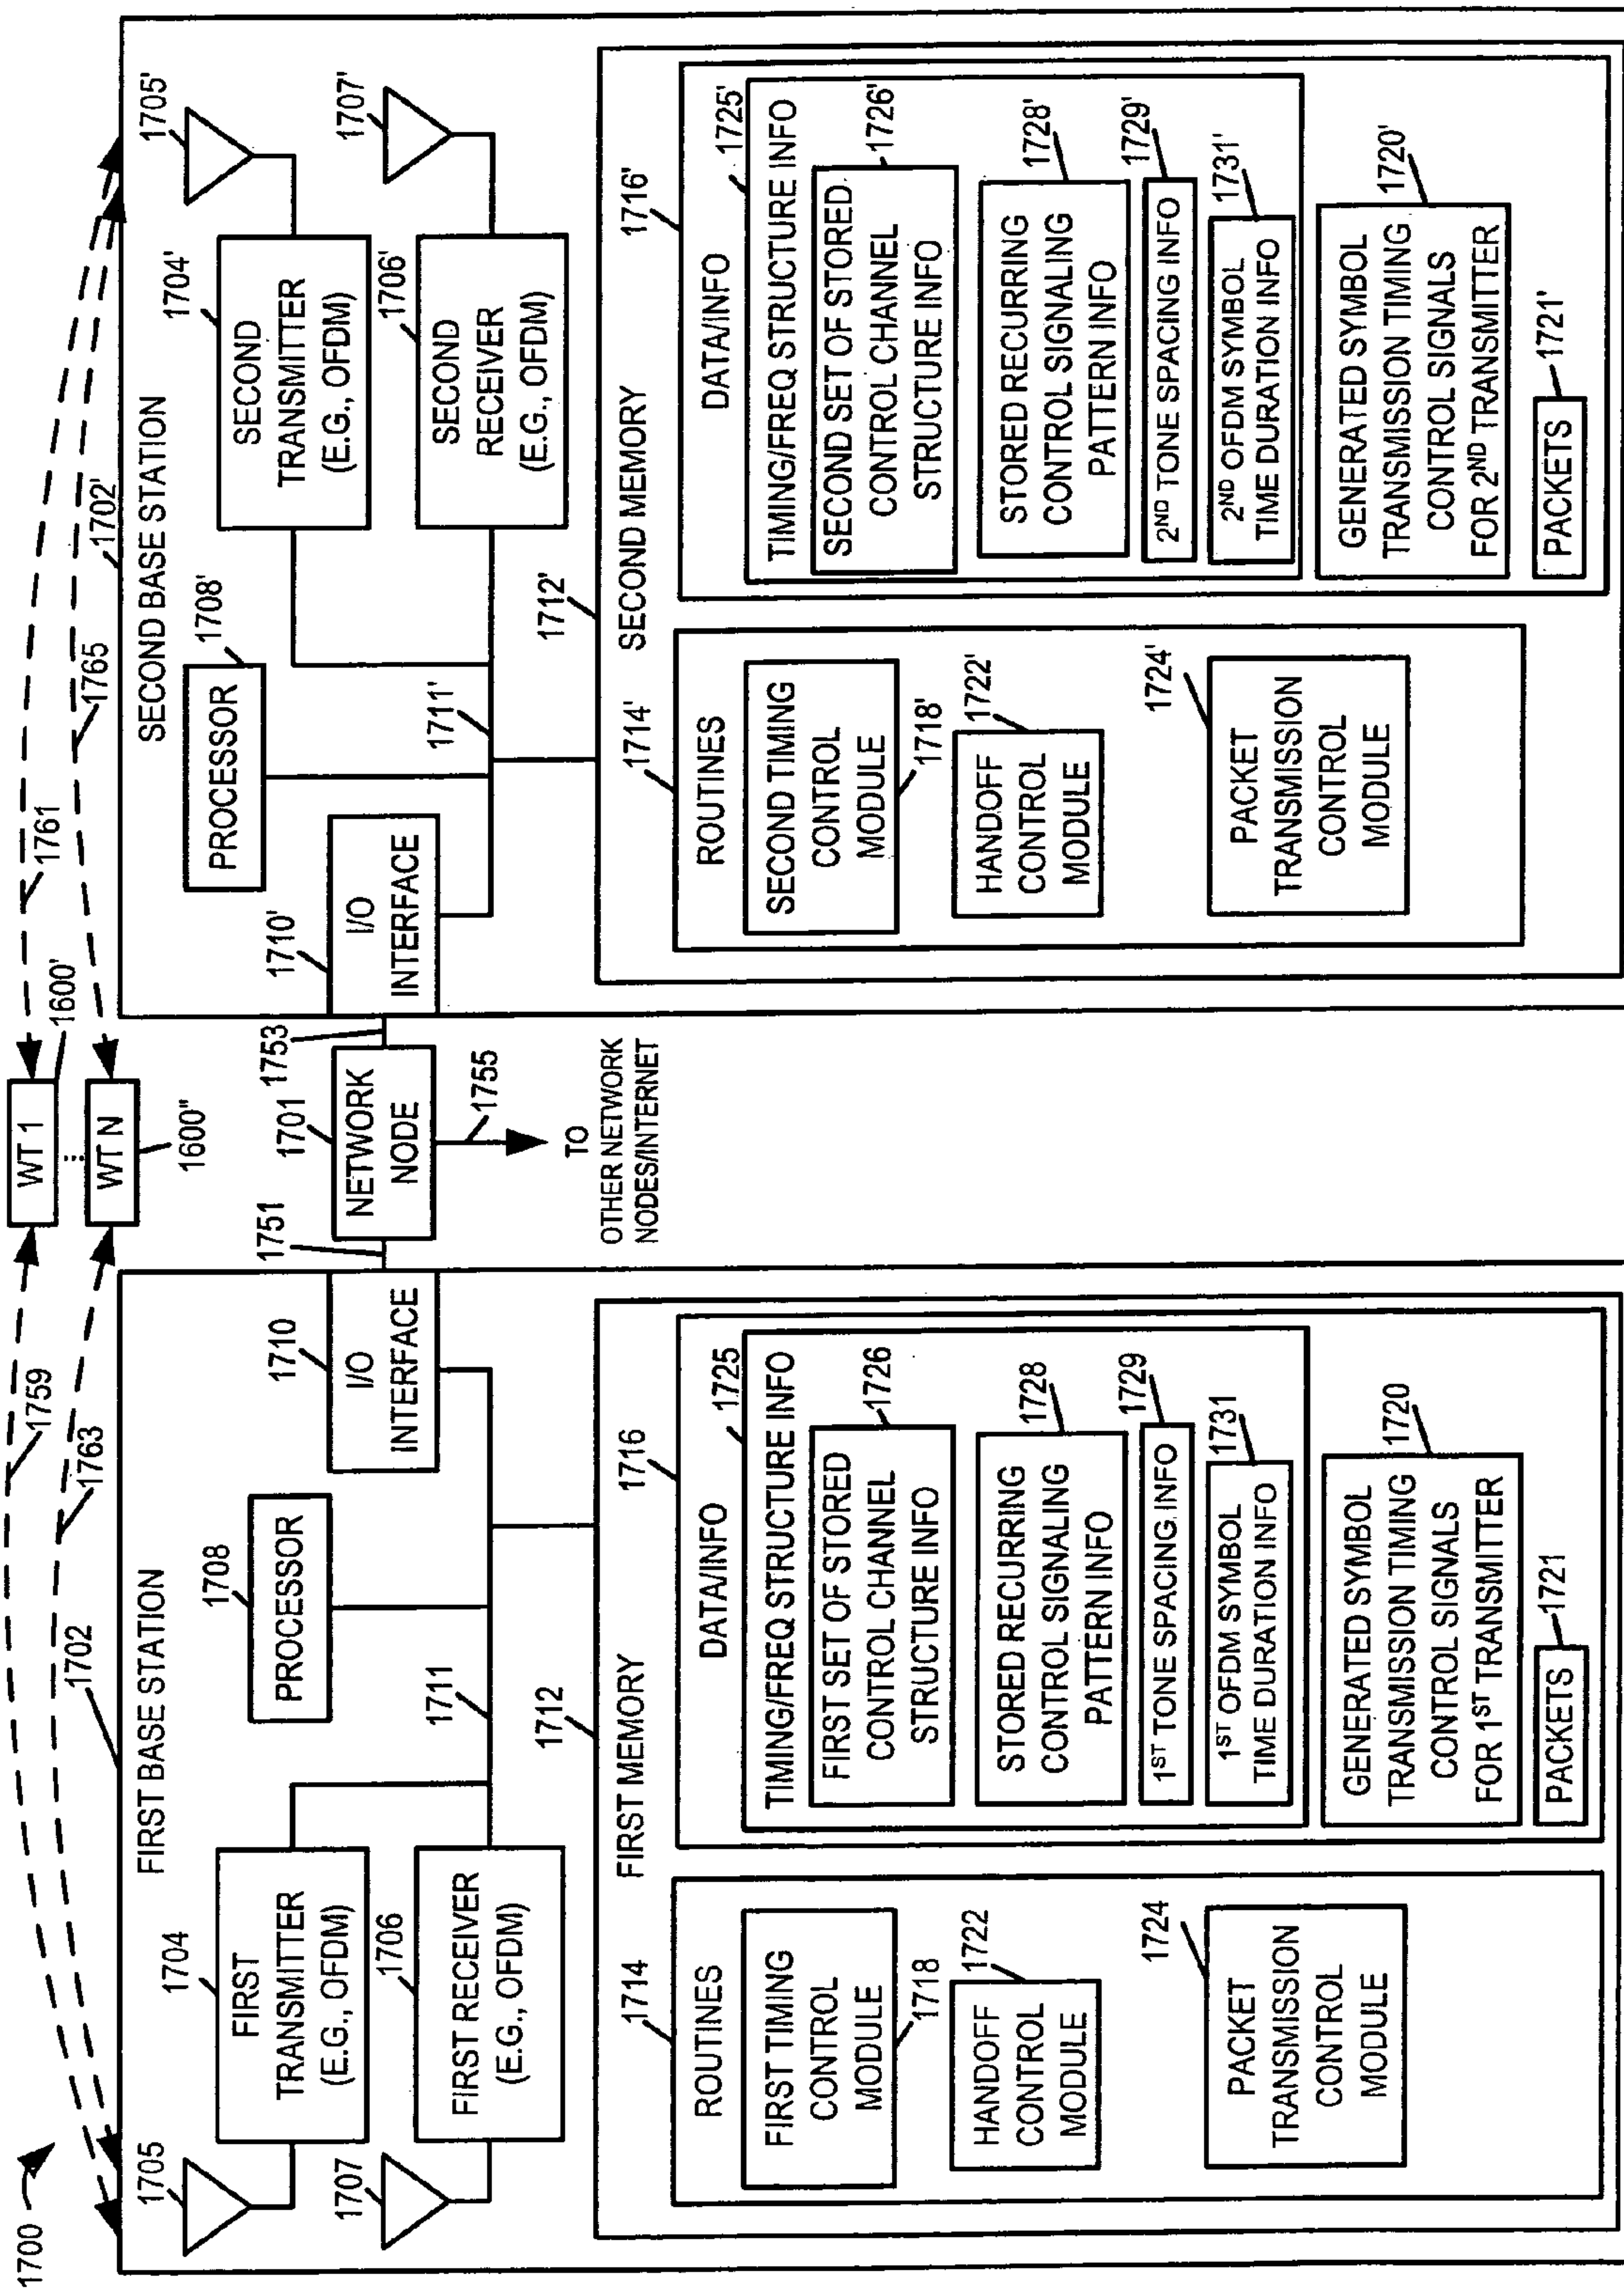 1700
1759
1763
WT 1
1600'
WT N
1600"
1761
1765
1702
FIRST BASE STATION
1705
1704
FIRST
TRANSMITTER
(E.G., OFDM)
1707
1706
FIRST RECEIVER
(E.G., OFDM)
1708
PROCESSOR
1710
I/O
INTERFACE
1711
1712
FIRST MEMORY
1714
ROUTINES
FIRST TIMING
CONTROL
MODULE
1718
1722
HANDOFF
CONTROL
MODULE
1724
PACKET
TRANSMISSION
CONTROL
MODULE
1716
DATA/INFO
1725
TIMING/FREQ STRUCTURE INFO
1726
FIRST SET OF STORED
CONTROL CHANNEL
STRUCTURE INFO
1728
STORED RECURRING
CONTROL SIGNALING
PATTERN INFO
1729
1ST TONE SPACING INFO
1731
1ST OFDM SYMBOL
TIME DURATION INFO
1720
GENERATED SYMBOL
TRANSMISSION TIMING
CONTROL SIGNALS
FOR 1ST TRANSMITTER
PACKETS
1721
1751
1701
NETWORK
NODE
1753
1755
TO
OTHER NETWORK
NODES/INTERNET
1702'
SECOND BASE STATION
1710'
I/O
INTERFACE
1708'
PROCESSOR
1704'
SECOND
TRANSMITTER
(E.G., OFDM)
1705'
1706'
SECOND
RECEIVER
(E.G., OFDM)
1707'
1711'
1712'
SECOND MEMORY
1714'
ROUTINES
SECOND TIMING
CONTROL
MODULE
1718'
1722'
HANDOFF
CONTROL
MODULE
1724'
PACKET
TRANSMISSION
CONTROL
MODULE
1716'
DATA/INFO
1725'
TIMING/FREQ STRUCTURE INFO
1726'
SECOND SET OF STORED
CONTROL CHANNEL
STRUCTURE INFO
1728'
STORED RECURRING
CONTROL SIGNALING
PATTERN INFO
1729'
2ND TONE SPACING INFO
1731'
2ND OFDM SYMBOL
TIME DURATION INFO
1720'
GENERATED SYMBOL
TRANSMISSION TIMING
CONTROL SIGNALS
FOR 2ND TRANSMITTER
PACKETS
1721'